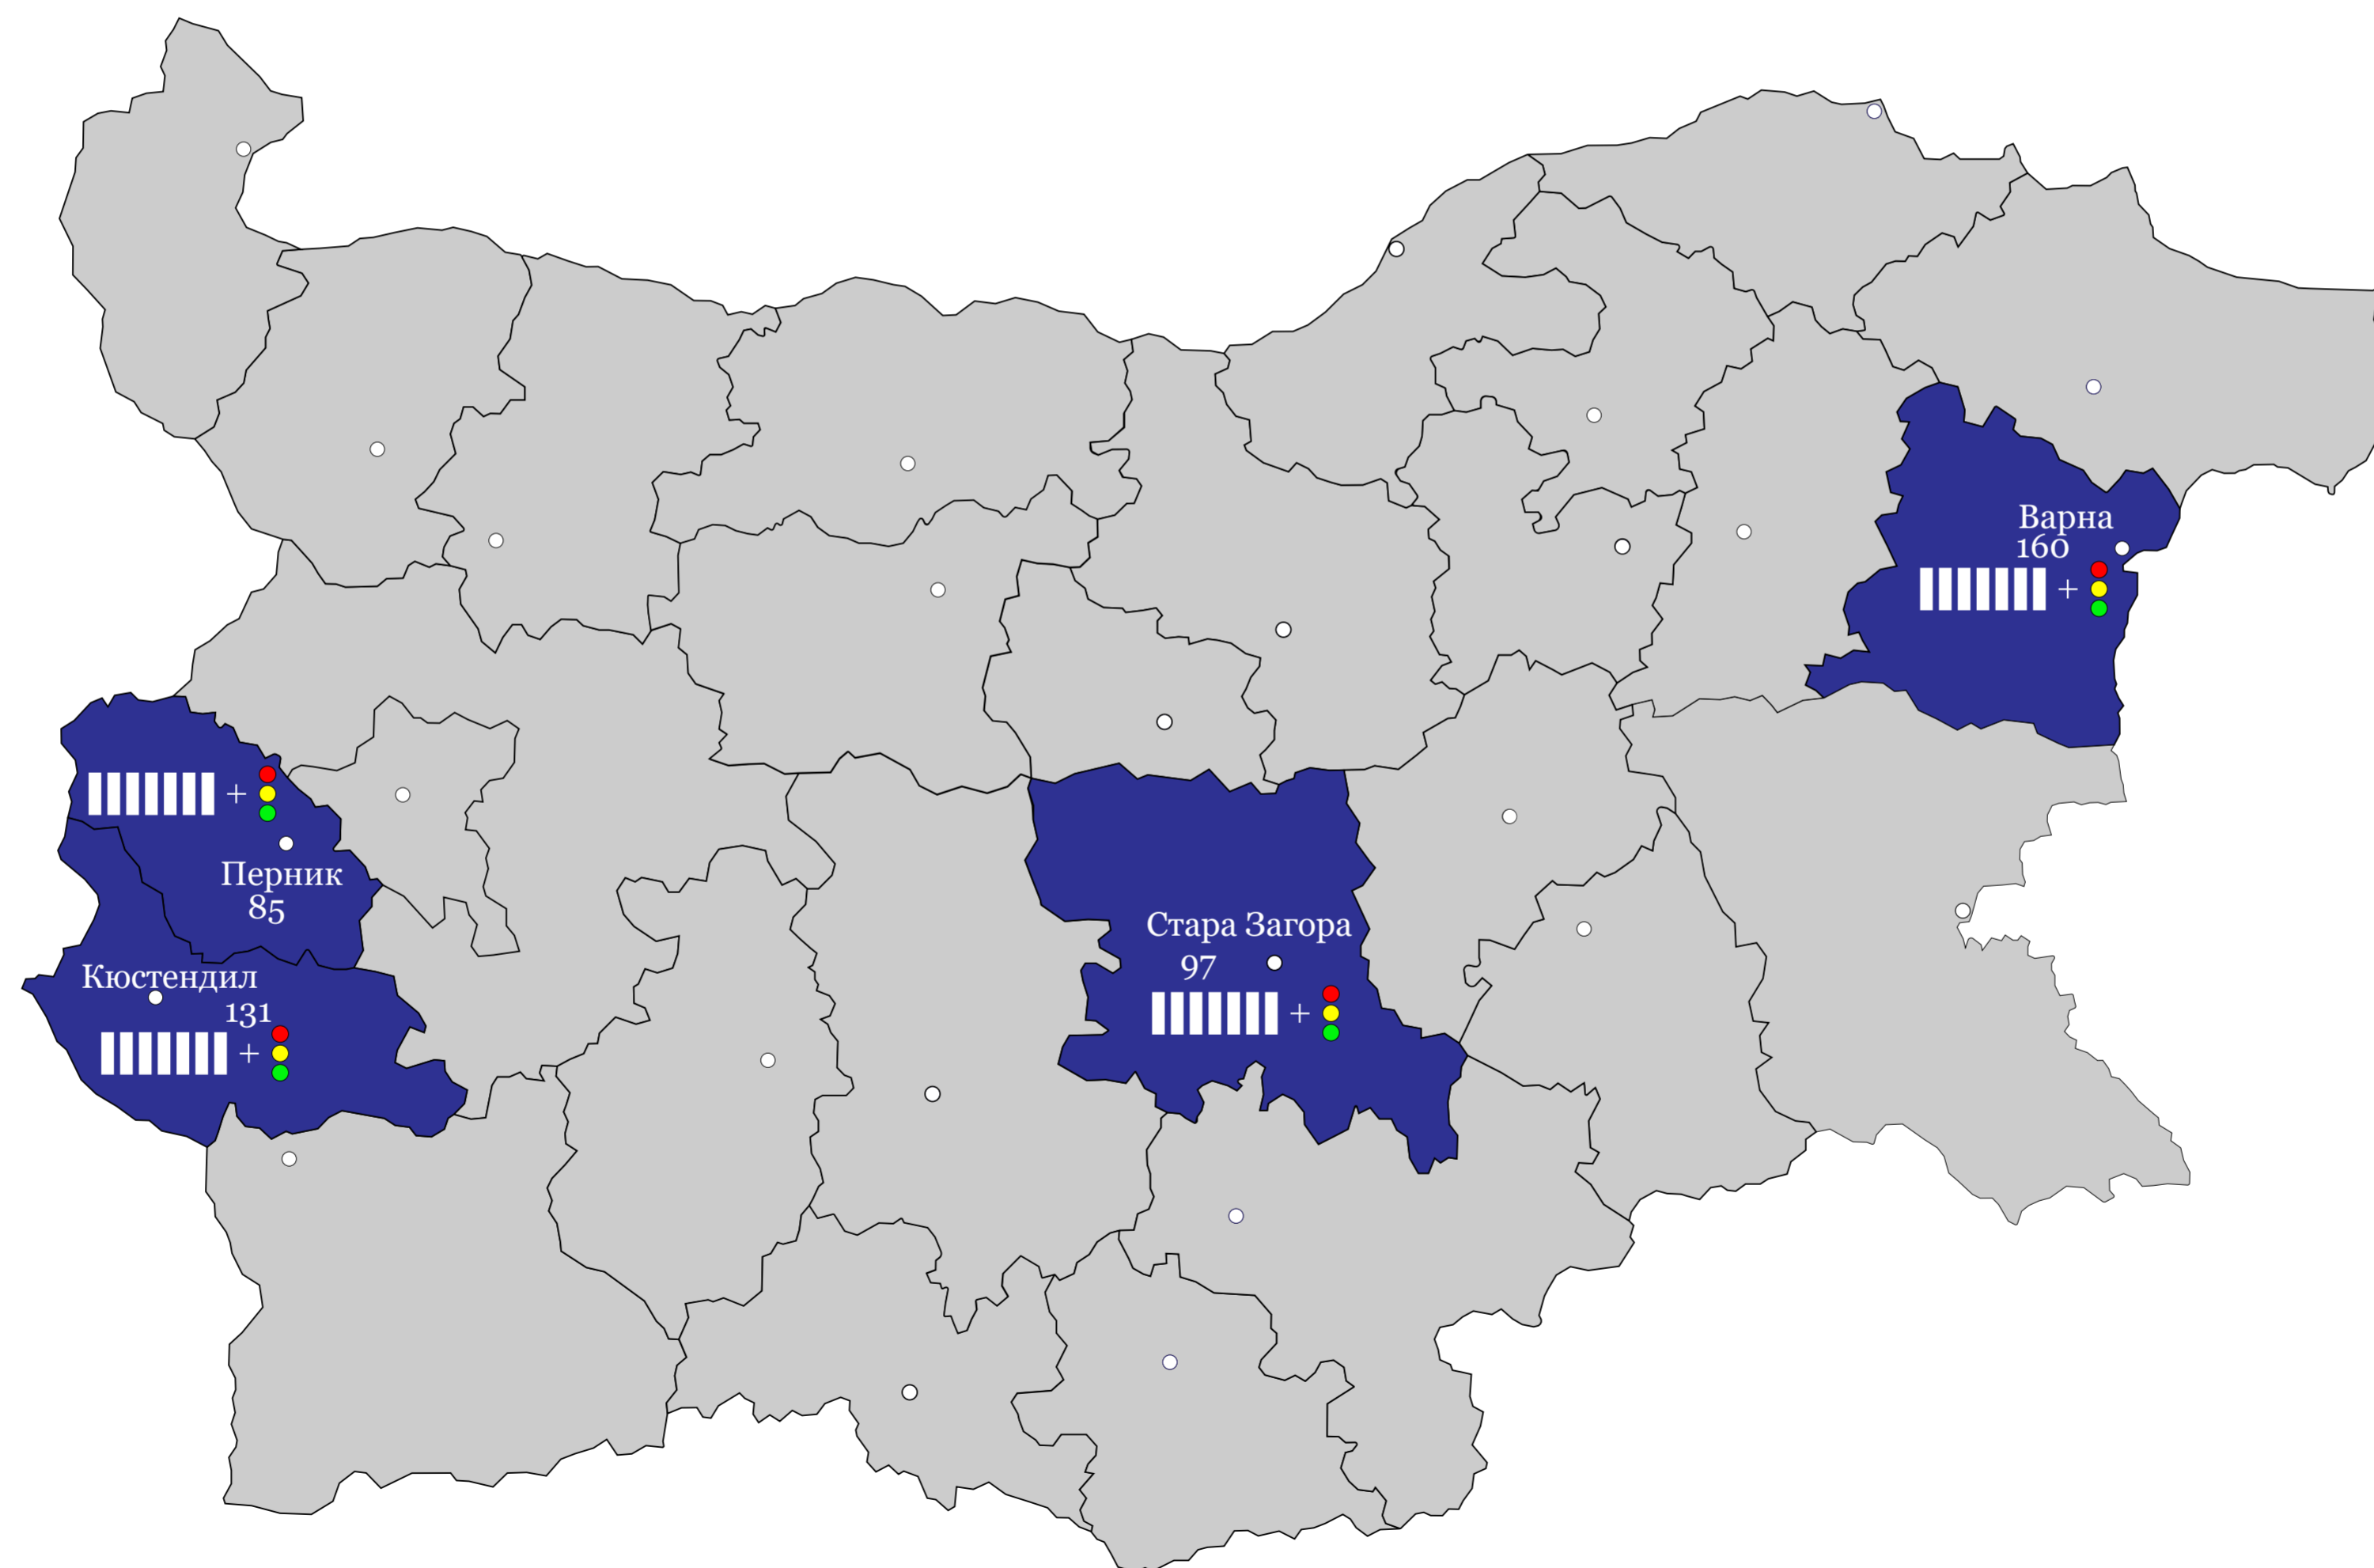 Варна
160
+
+
Перник
85
Стара Загора
97
+
Кюстендил
131
+